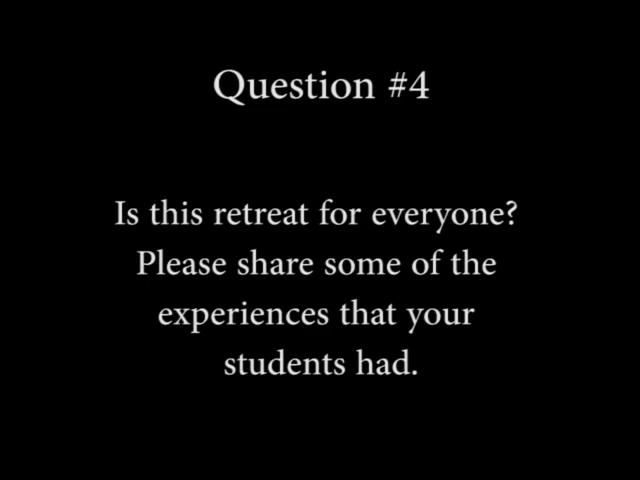 Question #4
Is this retreat for everyone?
Please share some of the
experiences that your
students had.